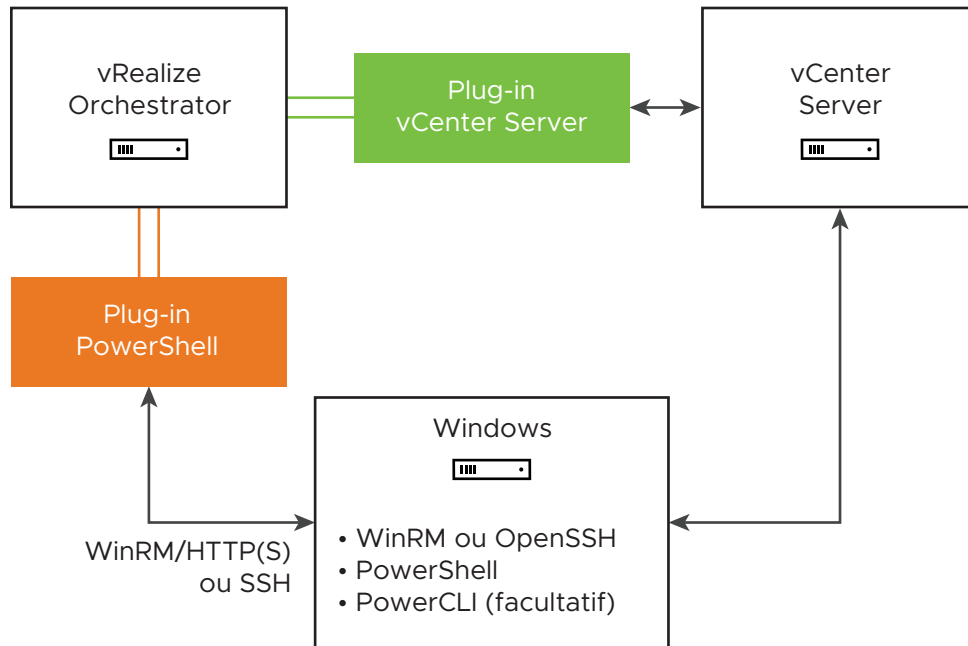 vRealize
Orchestrator
Plug-in
vCenter Server
vCenter
Server
Plug-in
PowerShell
Windows
WinRM/HTTP(S)
ou SSH
• WinRM ou OpenSSH
• PowerShell
• PowerCLI (facultatif)